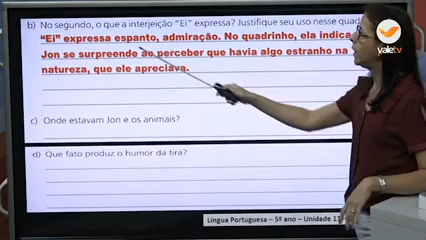 b) No segundo, o que a interjeição "Ei" expressa? Justifique seu uso nesse quad
"Ei" expressa espanto, admiração. No quadrinho, ela indica
Jon se surpreende ao perceber que havia algo estranho na
natureza, que ele apreciava.
c) Onde estavam Jon e os animais?
d) Que fato produz o humor da tira?
Língua Portuguesa – 5º ano – Unidade 11
valetv